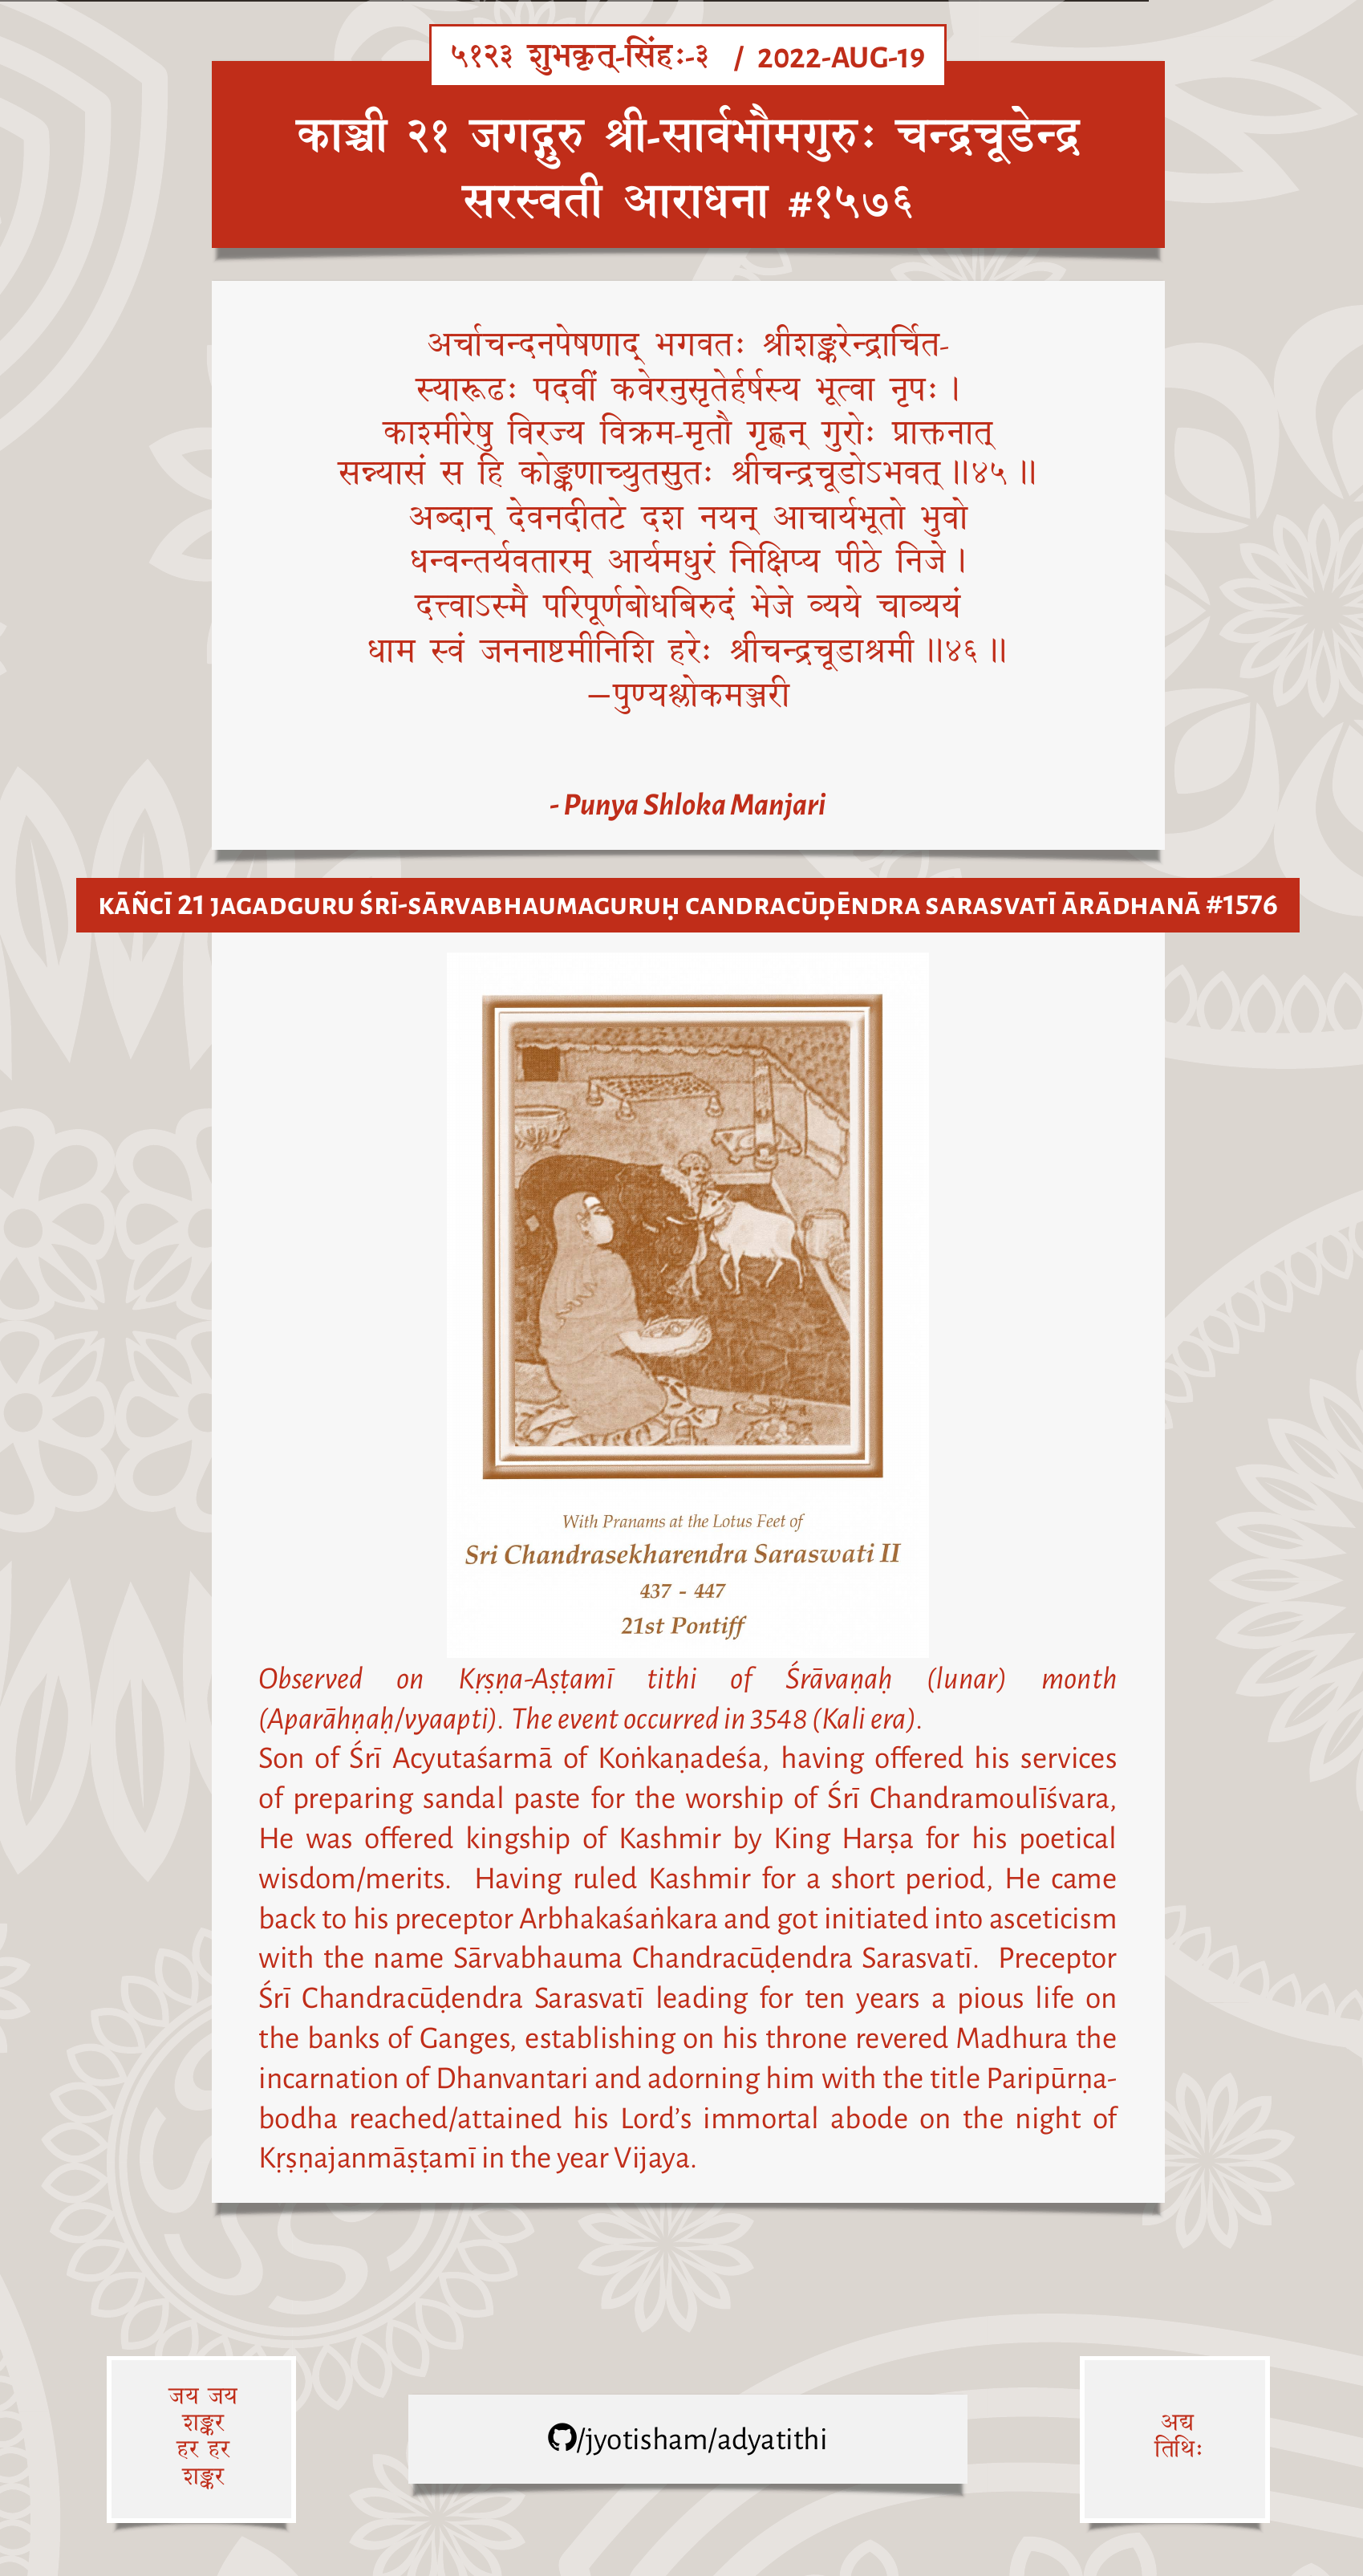 ५१२३ शुभकृत्-सिंहः-३ / 2022-AUG-19
काञ्ची २१ जगद्गुरु श्री-सार्वभौमगुरुः चन्द्रचूडेन्द्र
सरस्वती आराधना #१५७६
अर्चाचन्दनपेषणाद् भगवतः श्रीशङ्करेन्द्रार्चित-
स्यारूढः पदवीं कवेरनुसृतेर्हर्षस्य भूत्वा नृपः ।
काश्मीरेषु विरज्य विक्रम-मृतौ गृह्णन् गुरोः प्राक्तनात्
सन्न्यासं स हि कोङ्कणाच्युतसुतः श्रीचन्द्रचूडोऽभवत् ॥४५ ॥
अब्दान् देवनदीतटे दश नयन् आचार्यभूतो भुवो
धन्वन्तर्यवतारम् आर्यमधुरं निक्षिप्य पीठे निजे ।
दत्त्वाऽस्मै परिपूर्णबोधबिरुदं भेजे व्यये चाव्ययं
धाम स्वं जननाष्टमीनिशि हरेः श्रीचन्द्रचूडाश्रमी ॥४६ ॥
—पुण्यश्लोकमञ्जरी
- Punya Shloka Manjari
KĀÑCĪ 21 JAGADGURU ŚRĪ-SĀRVABHAUMAGURUḤ CANDRACŪḌĒNDRA SARASVATĪ ĀRĀDHANĀ #1576
With Pranams at the Lotus Feet of
Sri Chandrasekharendra Saraswati II
437 - 447
21st Pontiff
Observed on Kṛṣṇa-Aṣṭamī tithi of Śrāvaṇaḥ (lunar) month
(Aparāhṇaḥ/vyaapti). The event occurred in 3548 (Kali era).
Son of Śrī Acyutaśarmā of Koṅkaṇadeśa, having offered his services
of preparing sandal paste for the worship of Śrī Chandramoulīśvara,
He was offered kingship of Kashmir by King Harṣa for his poetical
wisdom/merits. Having ruled Kashmir for a short period, He came
back to his preceptor Arbhakaśaṅkara and got initiated into asceticism
with the name Sārvabhauma Chandracūḍendra Sarasvatī. Preceptor
Śrī Chandracūḍendra Sarasvatī leading for ten years a pious life on
the banks of Ganges, establishing on his throne revered Madhura the
incarnation of Dhanvantari and adorning him with the title Paripūrṇa-
bodha reached/attained his Lord’s immortal abode on the night of
Kṛṣṇajanmāṣṭamī in the year Vijaya.
जय जय
शङ्कर
हर हर
शङ्कर
/jyotisham/adyatithi
अद्य
तिथिः